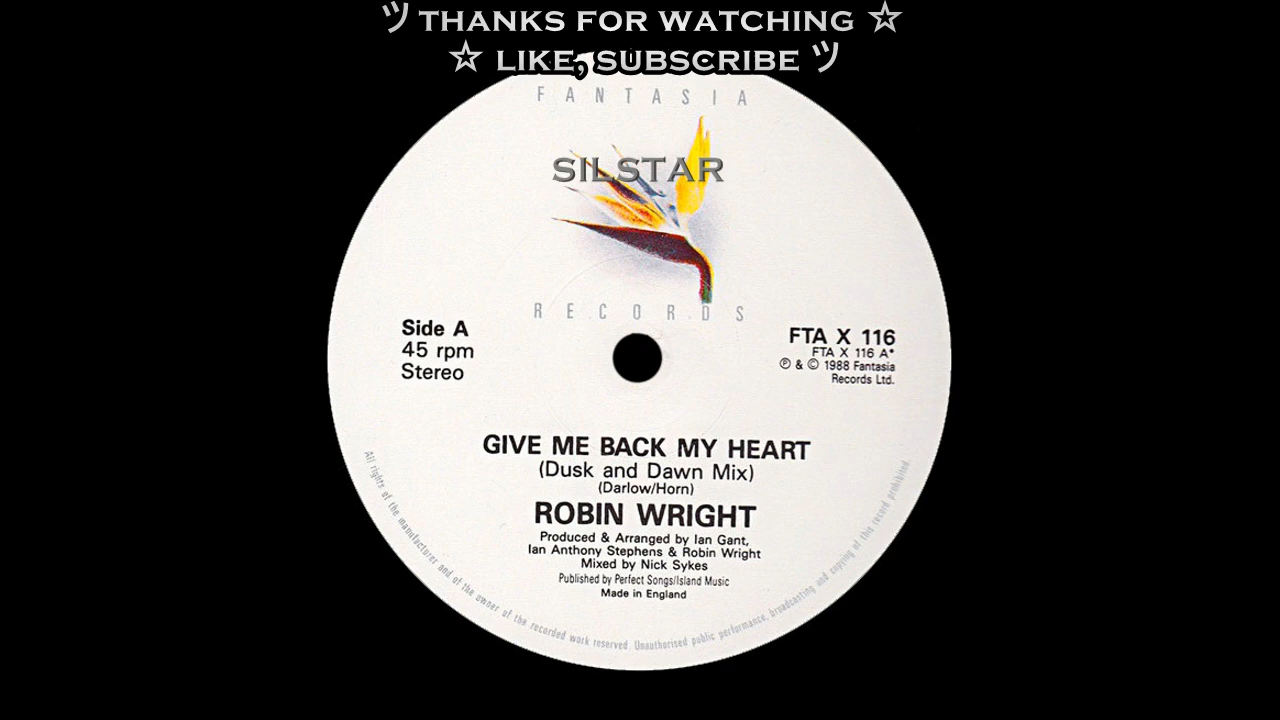 ツ THANKS FOR WATCHING ☆
☆ LIKE, SUBSCRIBE ツ
FANTASIA
SILSTAR
RECORDS
Side A
45 rpm
Stereo
FTA X 116
FTA X 116 A*
℗ & © 1988 Fantasia
Records Ltd.
GIVE ME BACK MY HEART
(Dusk and Dawn Mix)
(Darlow/Horn)
ROBIN WRIGHT
Produced & Arranged by Ian Gant,
Ian Anthony Stephens & Robin Wright
Mixed by Nick Sykes
Published by Perfect Songs/Island Music
Made in England
All rights of the manufacturer and of the owner of the recorded work reserved. Unauthorised public performance, broadcasting and copying of this record prohibited.